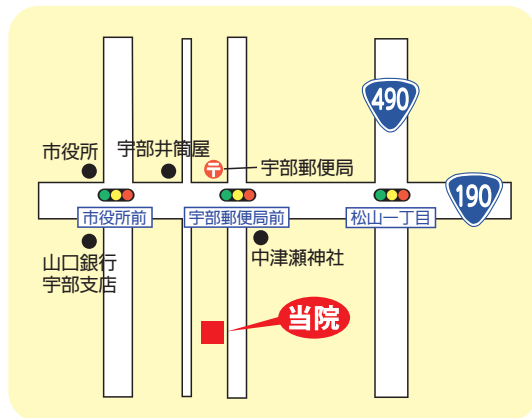 490
市役所
宇部井筒屋
〒
宇部郵便局
190
市役所前
宇部郵便局前
松山一丁目
山口銀行
宇部支店
中津瀬神社
当院